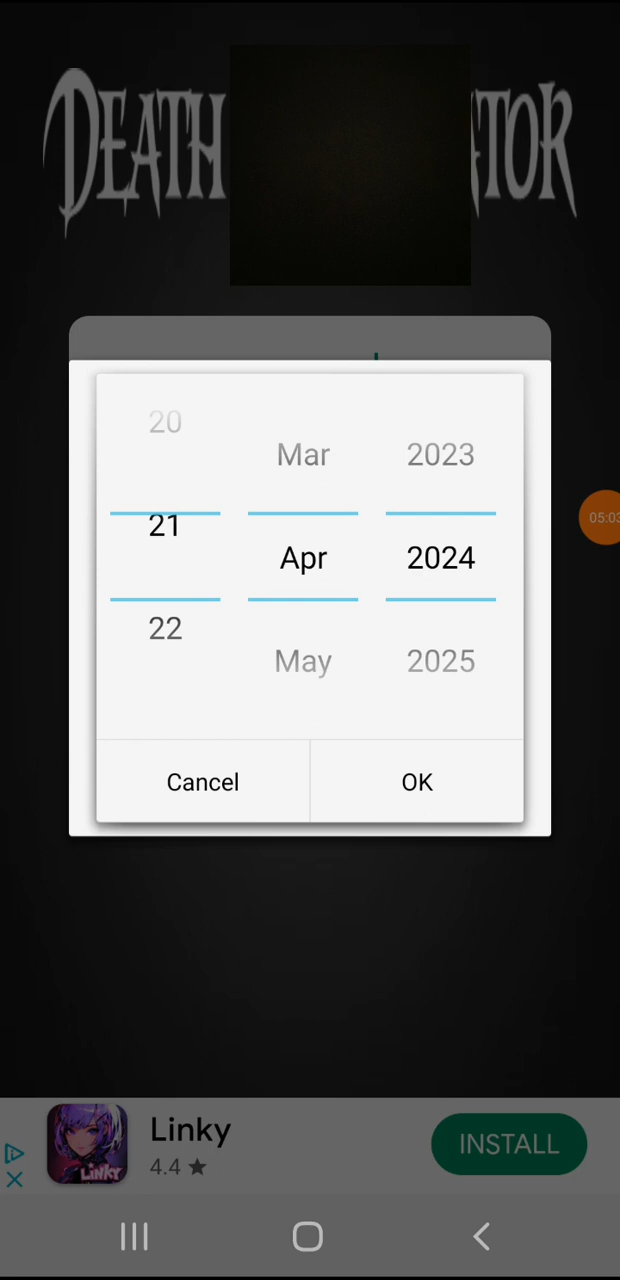 DEATH ATOR
20
Mar 2023
21
Apr 2024
22
May 2025
Cancel OK
05:03
Linky
4.4 ★
INSTALL
LINKY